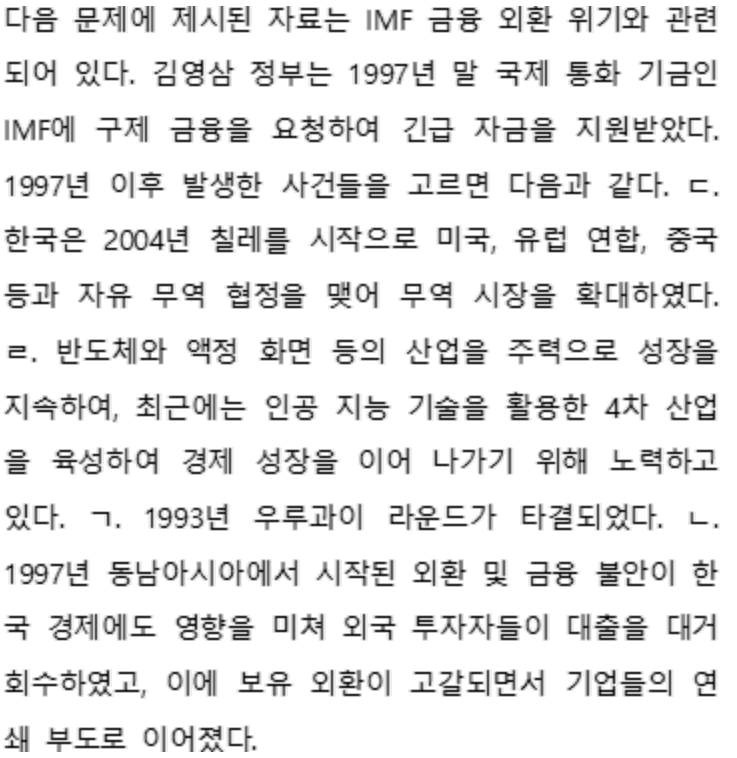 다음 문제에 제시된 자료는 IMF 금융 외환 위기와 관련
되어 있다. 김영삼 정부는 1997년 말 국제 통화 기금인
IMF에 구제 금융을 요청하여 긴급 자금을 지원받았다.
1997년 이후 발생한 사건들을 고르면 다음과 같다. ㄷ.
한국은 2004년 칠레를 시작으로 미국, 유럽 연합, 중국
등과 자유 무역 협정을 맺어 무역 시장을 확대하였다.
ㄹ. 반도체와 액정 화면 등의 산업을 주력으로 성장을
지속하여, 최근에는 인공 지능 기술을 활용한 4차 산업
을 육성하여 경제 성장을 이어 나가기 위해 노력하고
있다. ㄱ. 1993년 우루과이 라운드가 타결되었다. ㄴ.
1997년 동남아시아에서 시작된 외환 및 금융 불안이 한
국 경제에도 영향을 미쳐 외국 투자자들이 대출을 대거
회수하였고, 이에 보유 외환이 고갈되면서 기업들의 연
쇄 부도로 이어졌다.